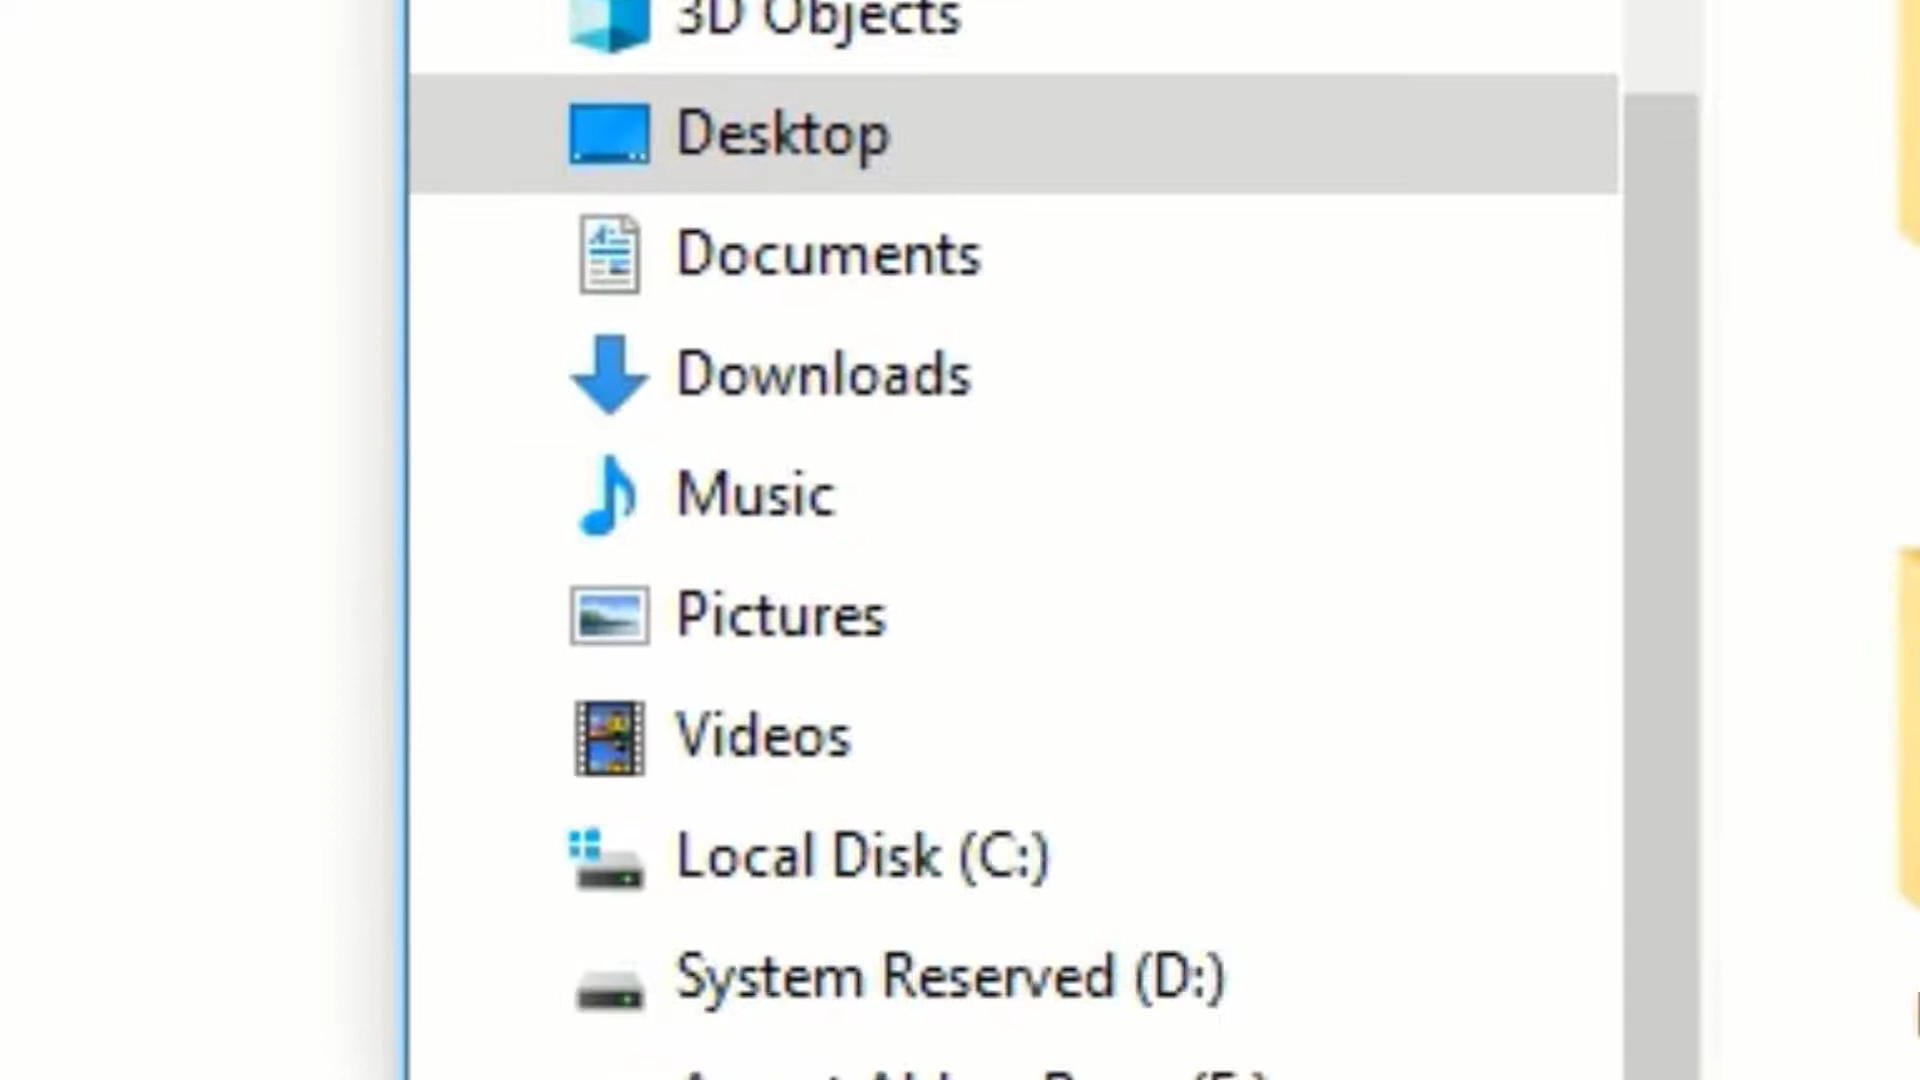 3D Objects
Desktop
Documents
Downloads
Music
Pictures
Videos
Local Disk (C:)
System Reserved (D:)